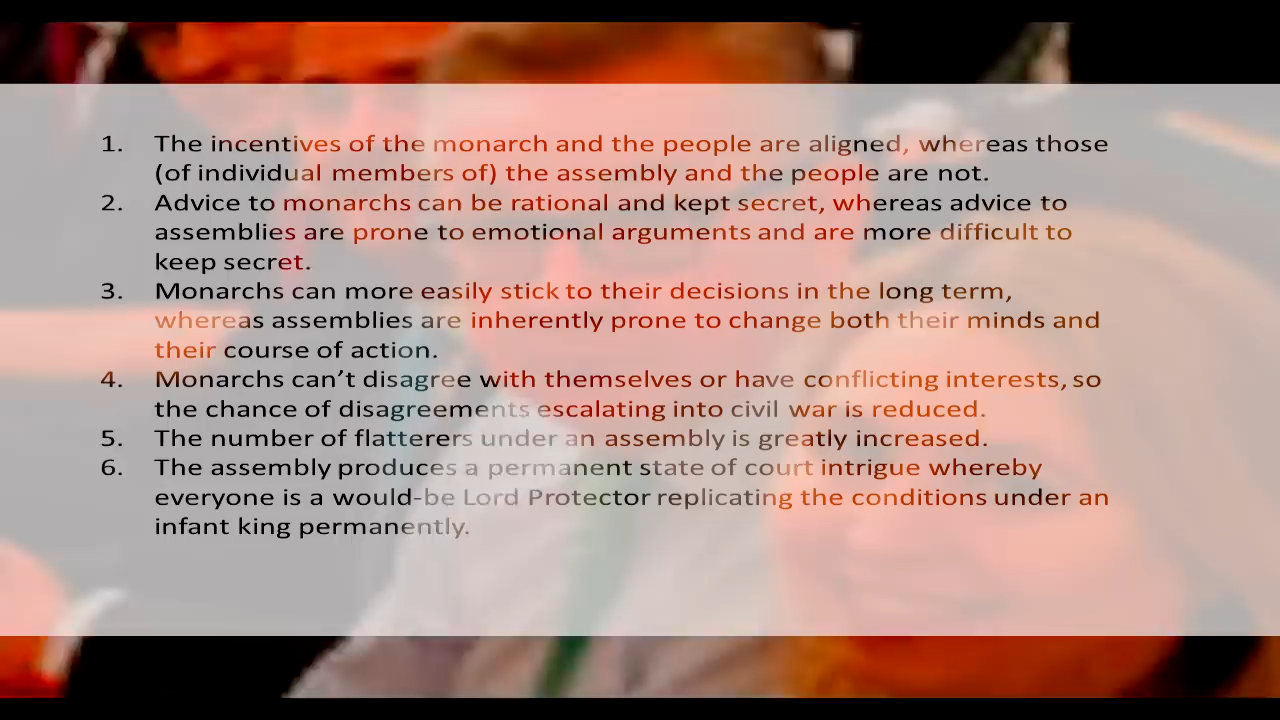 1. The incentives of the monarch and the people are aligned, whereas those
(of individual members of) the assembly and the people are not.
2. Advice to monarchs can be rational and kept secret, whereas advice to
assemblies are prone to emotional arguments and are more difficult to
keep secret.
3. Monarchs can more easily stick to their decisions in the long term,
whereas assemblies are inherently prone to change both their minds and
their course of action.
4. Monarchs can’t disagree with themselves or have conflicting interests, so
the chance of disagreements escalating into civil war is reduced.
5. The number of flatterers under an assembly is greatly increased.
6. The assembly produces a permanent state of court intrigue whereby
everyone is a would-be Lord Protector replicating the conditions under an
infant king permanently.